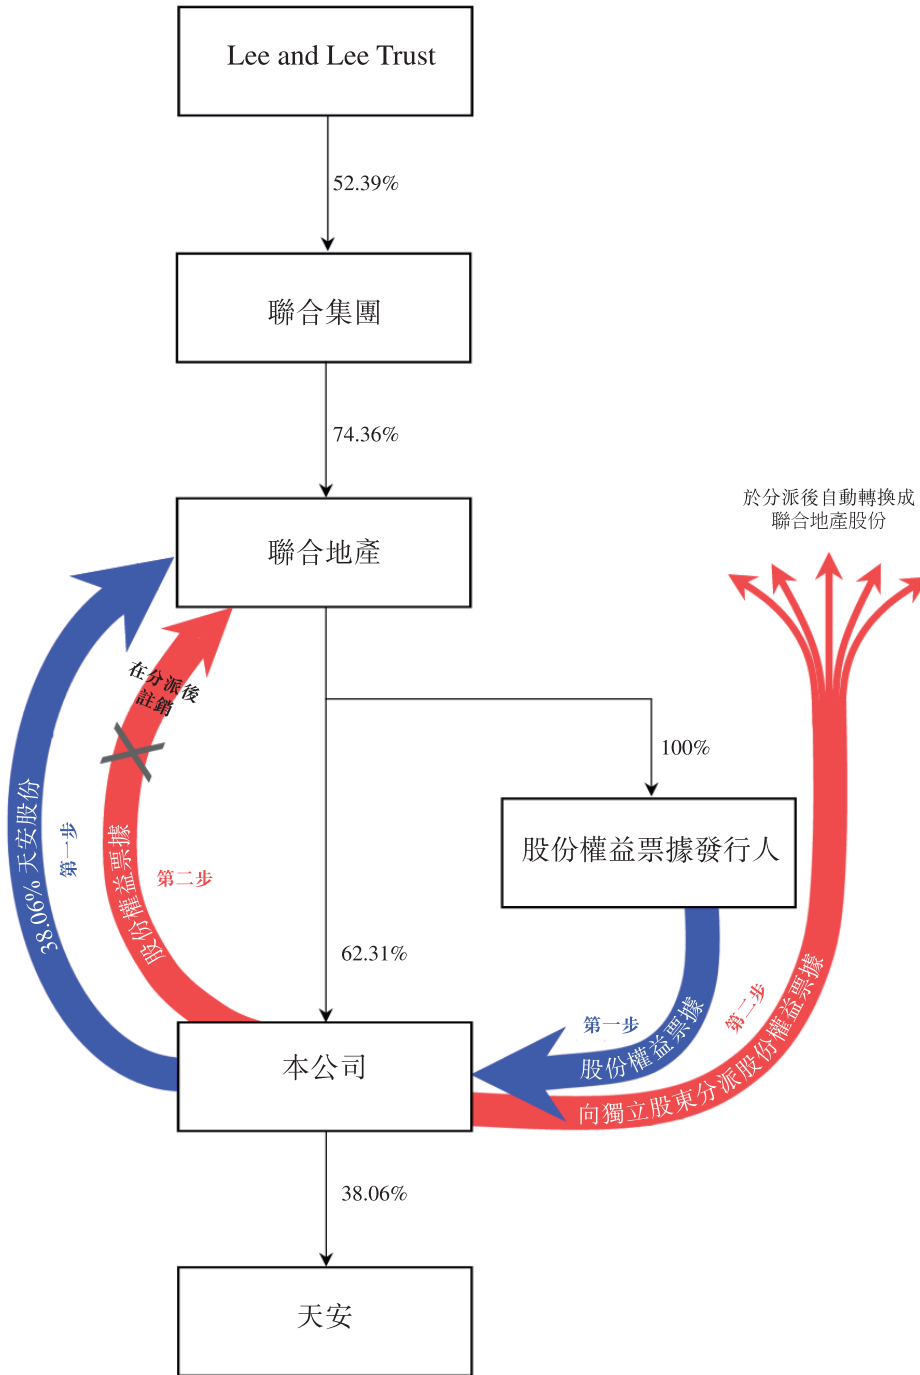 Lee and Lee Trust
52.39%
聯合集團
74.36%
聯合地產
於分派後自動轉換成
聯合地產股份
在分派後
註銷
100%
股份權益票據發行人
38.06% 天安股份
第一步
股份權益票據
第二步
62.31%
第一步
股份權益票據
第二步
向獨立股東分派股份權益票據
本公司
38.06%
天安